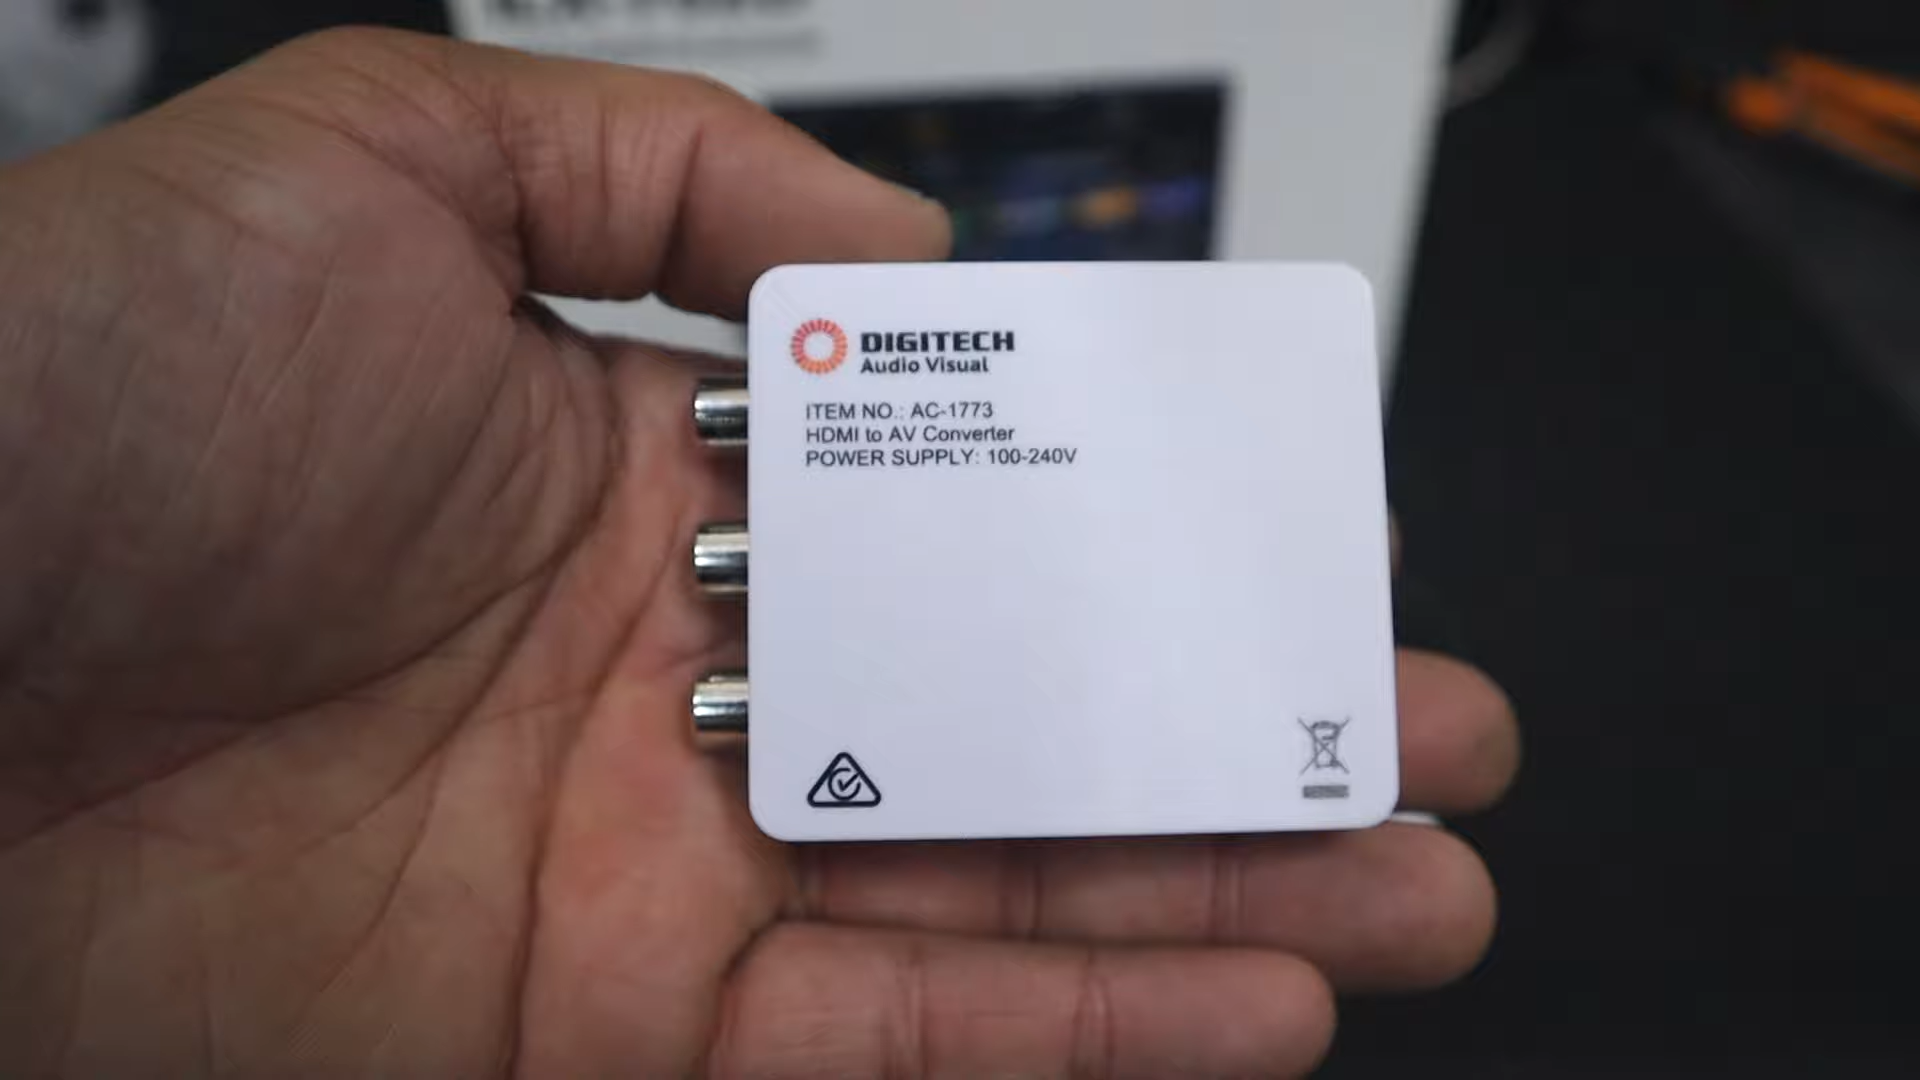 DIGITECH
Audio Visual
ITEM NO.: AC-1773
HDMI to AV Converter
POWER SUPPLY: 100-240V